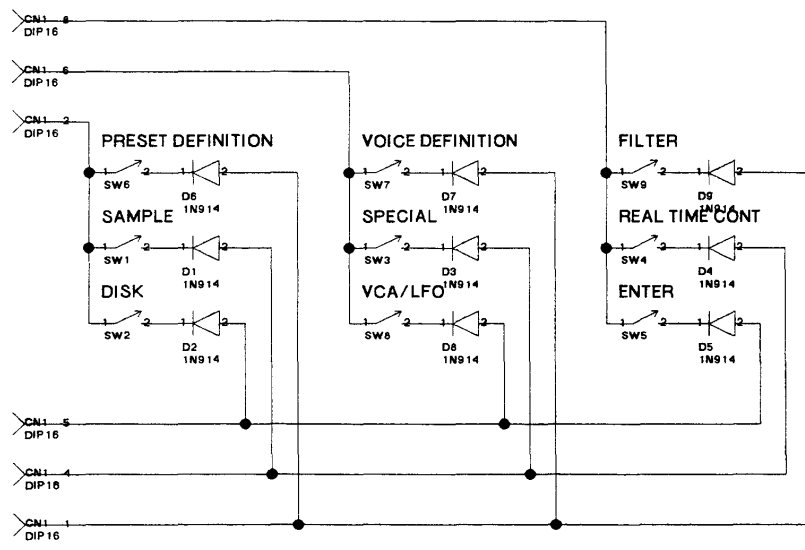 CN1 8
DIP16
CN1 6
DIP16
CN1 2
DIP16
PRESET DEFINITION VOICE DEFINITION FILTER
1 2 1 2 1 2 1 2 1 2 1 2
SW6 D6 1N914 SW7 D7 1N914 SW9 D9 1N914
SAMPLE SPECIAL REAL TIME CONT
1 2 1 2 1 2 1 2 1 2 1 2
SW1 D1 1N914 SW3 D3 1N914 SW4 D4 1N914
DISK VCA/LFO ENTER
1 2 1 2 1 2 1 2 1 2 1 2
SW2 D2 1N914 SW8 D8 1N914 SW5 D5 1N914
CN1 5
DIP16
CN1 4
DIP16
CN1 1
DIP16